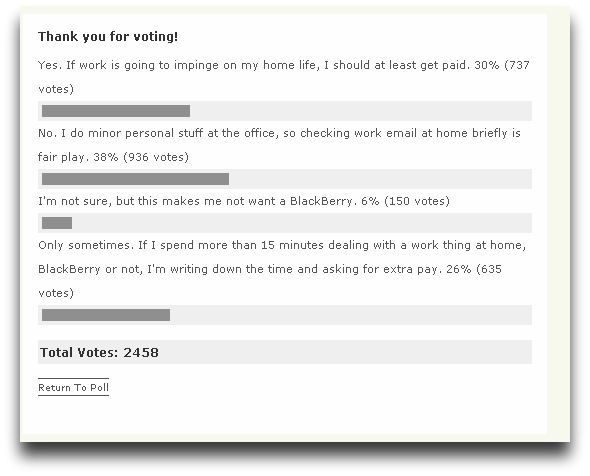 Thank you for voting!
Yes. If work is going to impinge on my home life, I should at least get paid. 30% (737
votes)
No. I do minor personal stuff at the office, so checking work email at home briefly is
fair play. 38% (936 votes)
I'm not sure, but this makes me not want a BlackBerry. 6% (150 votes)
Only sometimes. If I spend more than 15 minutes dealing with a work thing at home,
BlackBerry or not, I'm writing down the time and asking for extra pay. 26% (635
votes)
Total Votes: 2458
Return To Poll